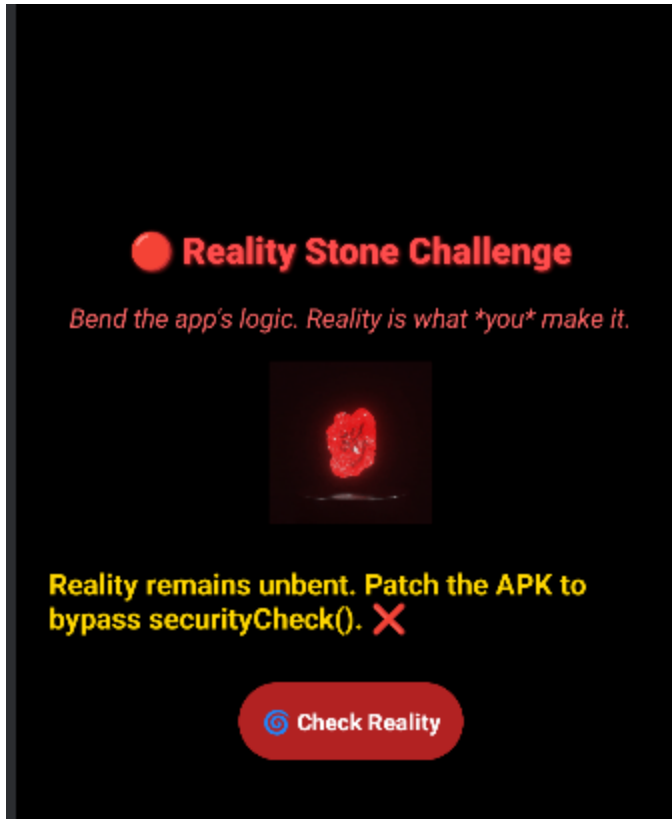 🔴 Reality Stone Challenge
Bend the app's logic. Reality is what *you* make it.
Reality remains unbent. Patch the APK to
bypass securityCheck(). ❌
🌀 Check Reality